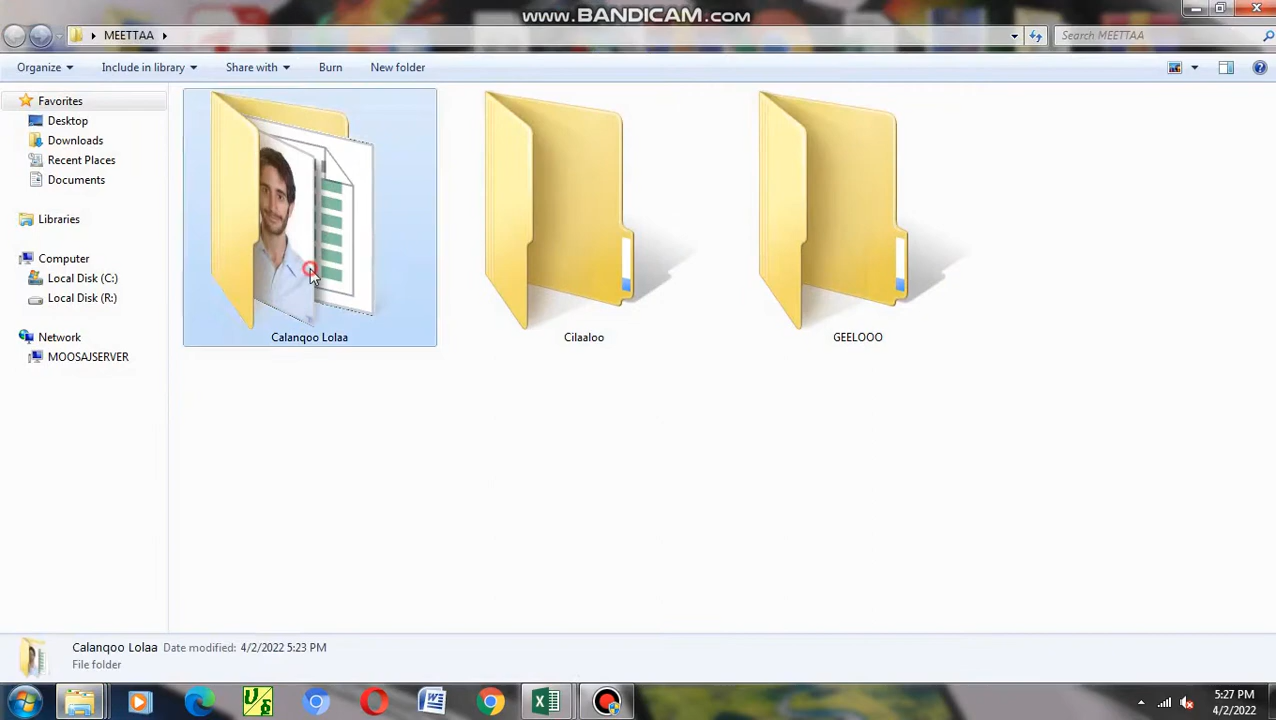 www.BANDICAM.com
MEETTAA
Search MEETTAA
Organize
Include in library
Share with
Burn
New folder
Favorites
Desktop
Downloads
Recent Places
Documents
Libraries
Computer
Local Disk (C:)
Local Disk (R:)
Network
MOOSAJSERVER
Calanqoo Lolaa
Cilaaloo
GEELOOO
Calanqoo Lolaa Date modified: 4/2/2022 5:23 PM
File folder
5:27 PM
4/2/2022